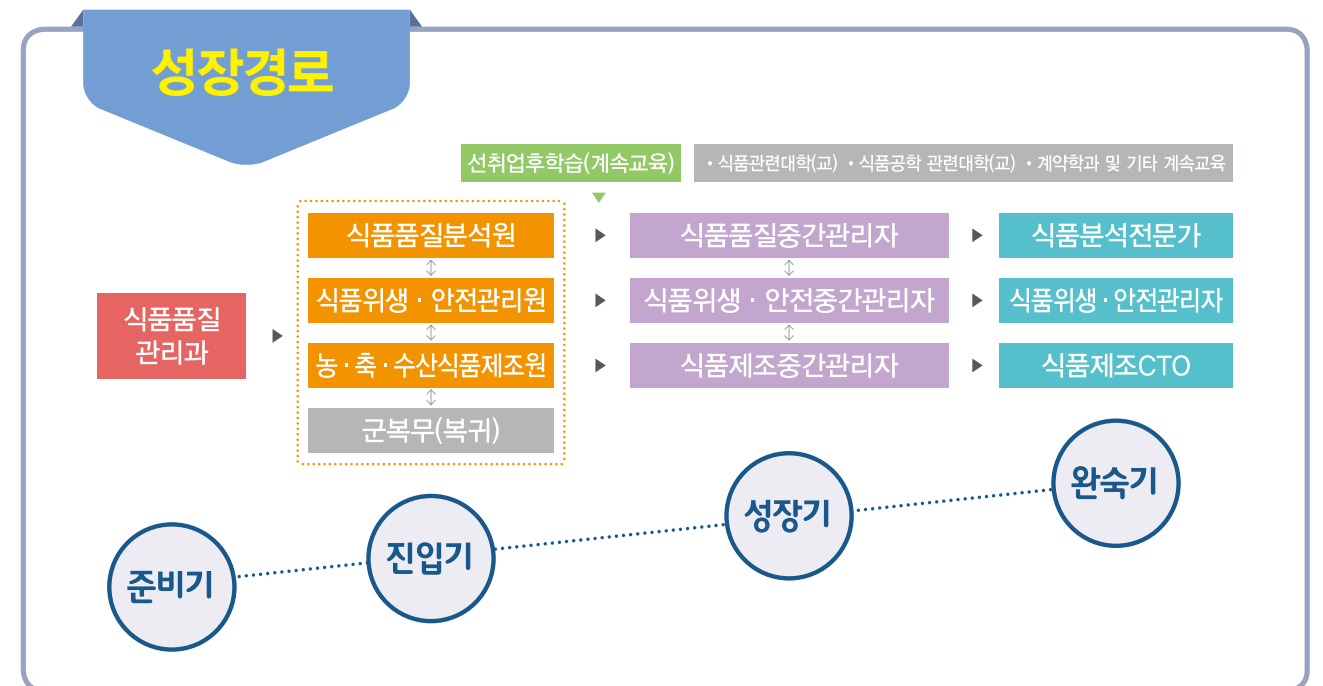 성장경로
선취업후학습(계속교육)
• 식품관련대학(교) • 식품공학 관련대학(교) • 계약학과 및 기타 계속교육
식품품질
관리과
식품품질분석원
식품위생 · 안전관리원
농 · 축 · 수산식품제조원
군복무(복귀)
식품품질중간관리자
식품위생 · 안전중간관리자
식품제조중간관리자
식품분석전문가
식품위생 · 안전관리자
식품제조CTO
준비기
진입기
성장기
완숙기